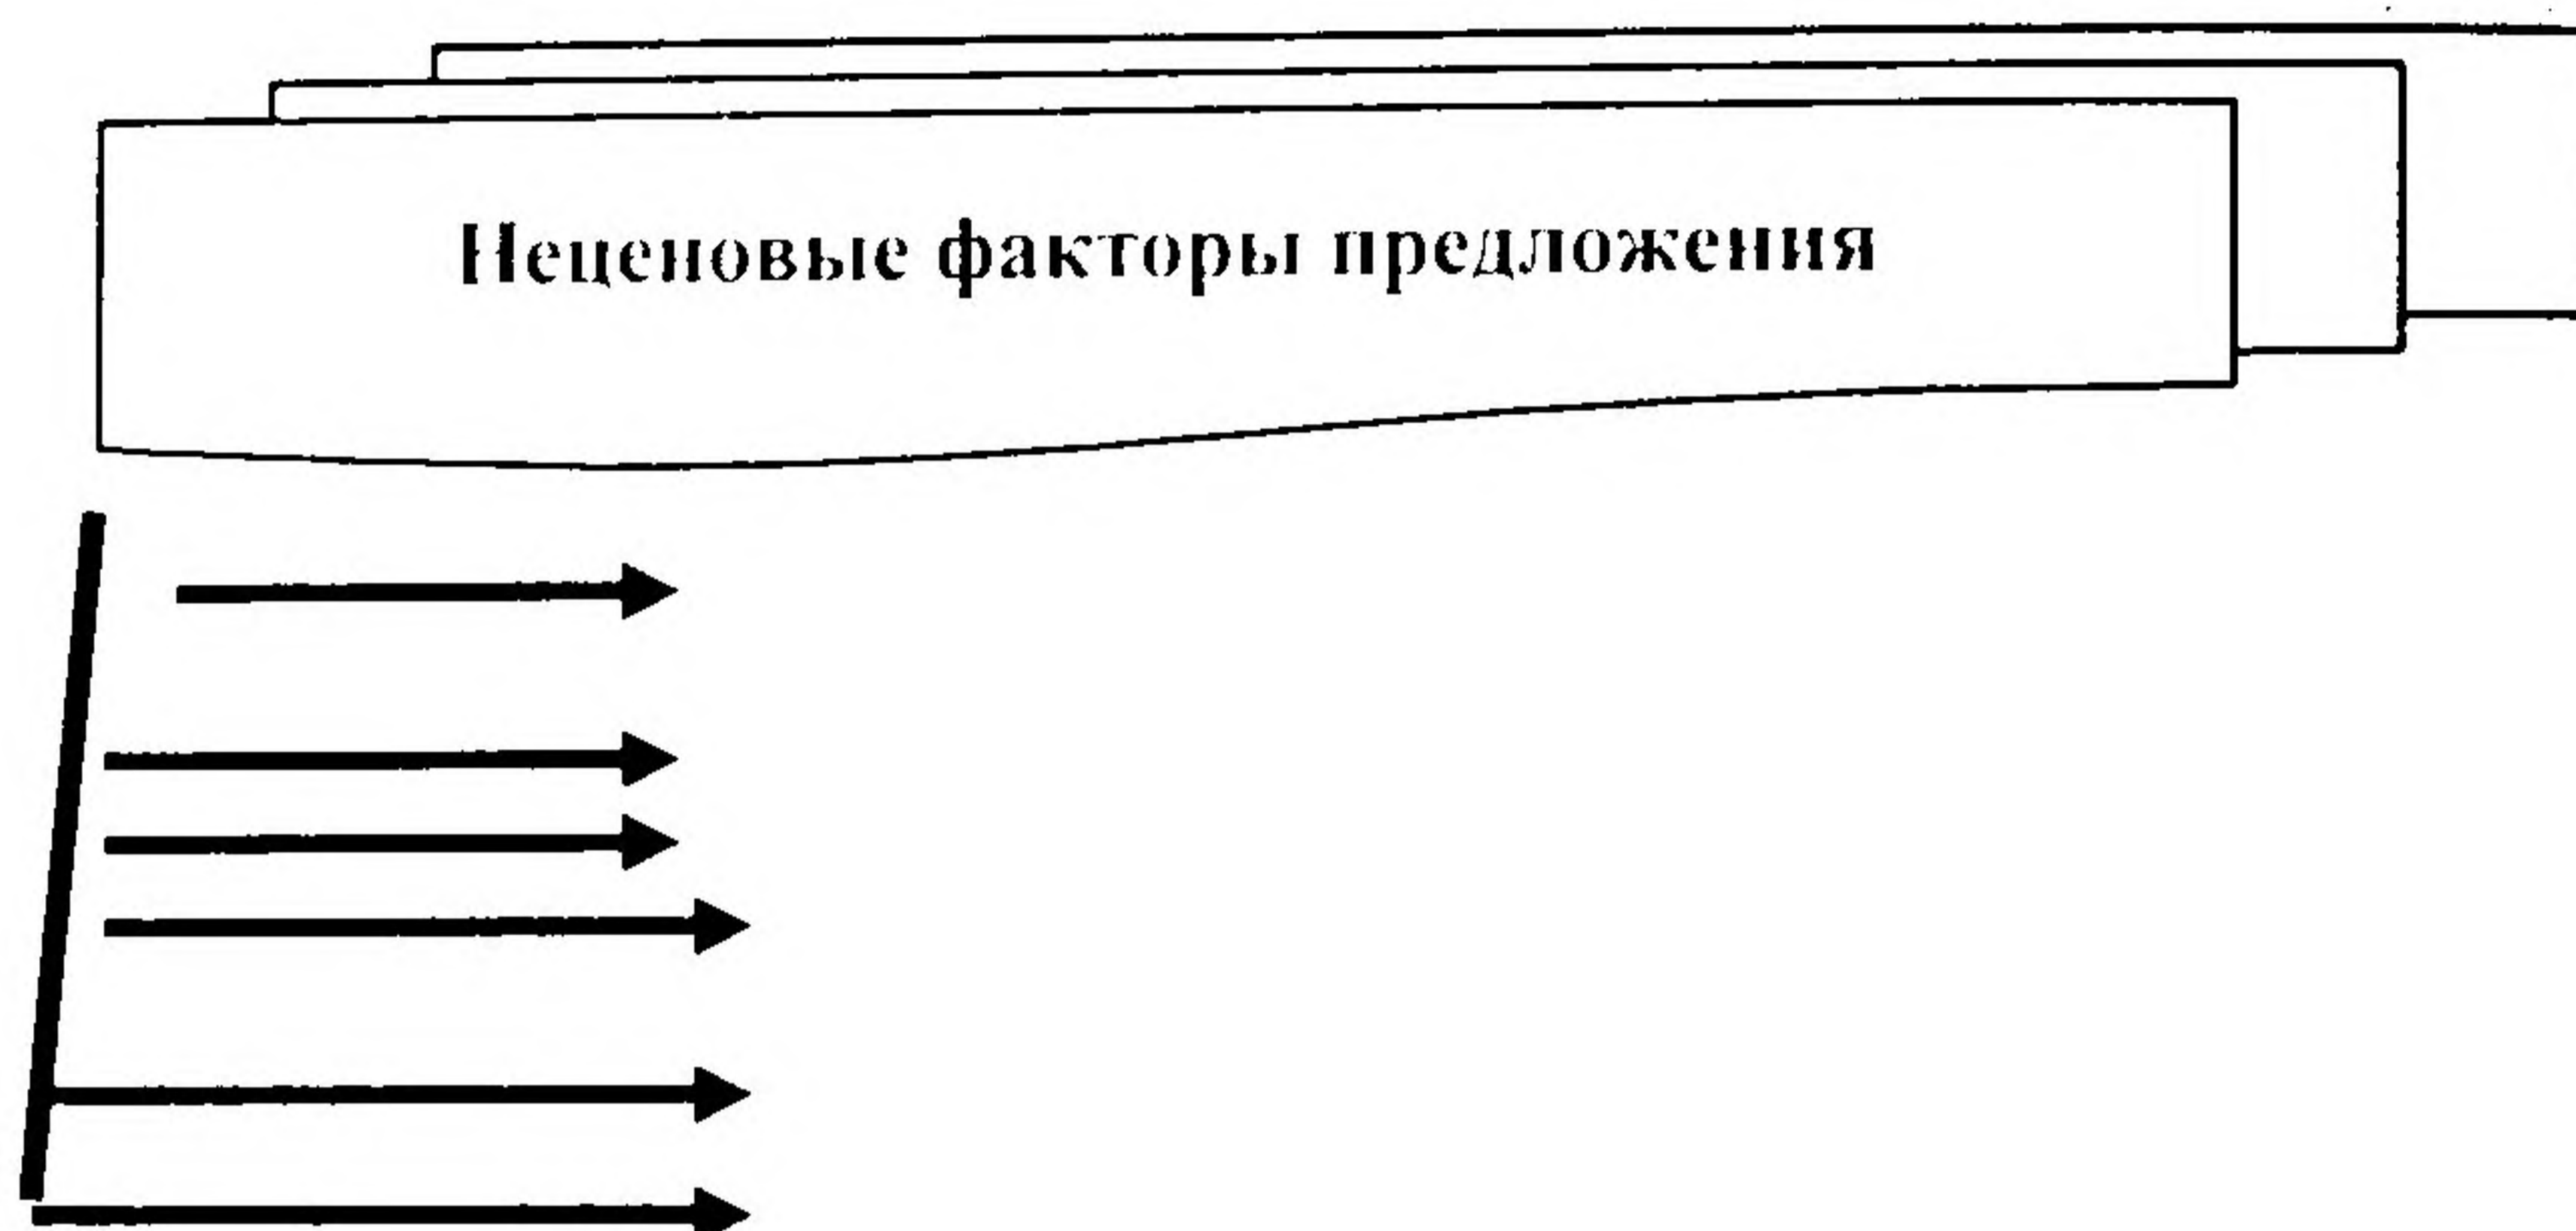 Неценовые факторы предложения